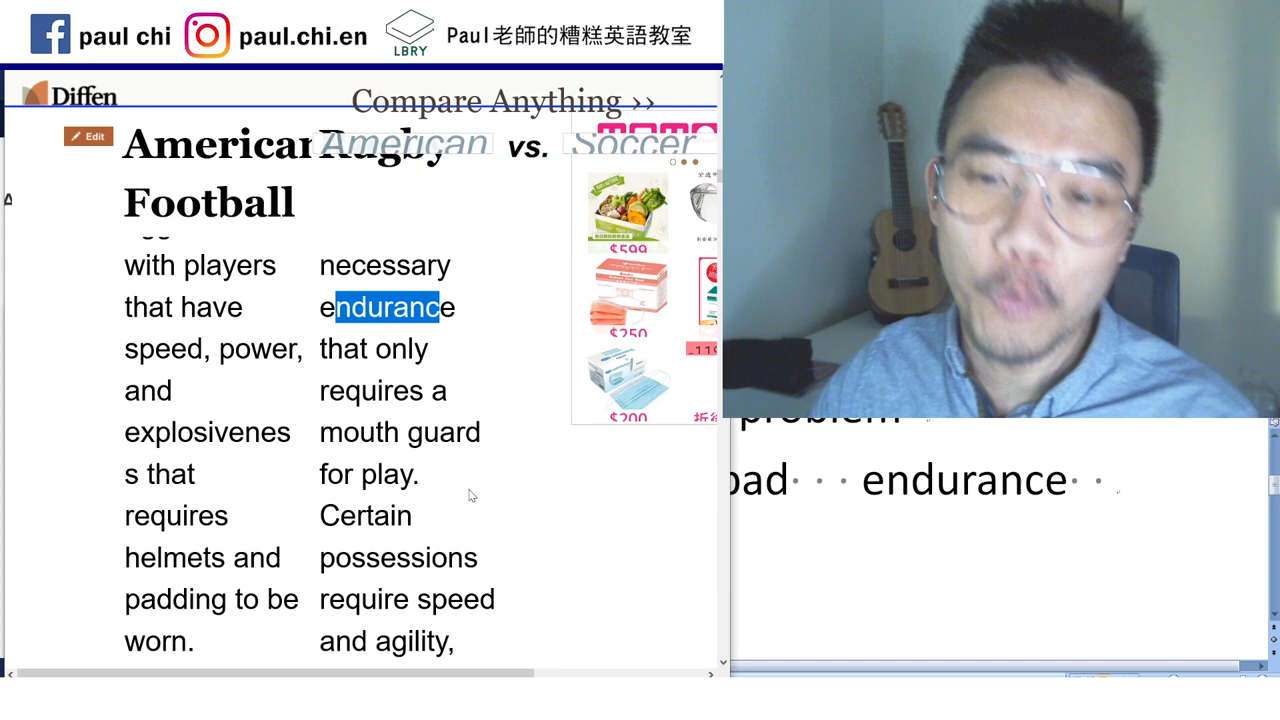 paul chi paul.chi.en LBRY Paul老師的糟糕英語教室
Diffen
Compare Anything ››
Edit
American Rugby
American vs. Soccer
Football
with players
that have
speed, power,
and
explosivenes
s that
requires
helmets and
padding to be
worn.
necessary
endurance
that only
requires a
mouth guard
for play.
Certain
possessions
require speed
and agility,
$599
$250
$200
problem
endurance